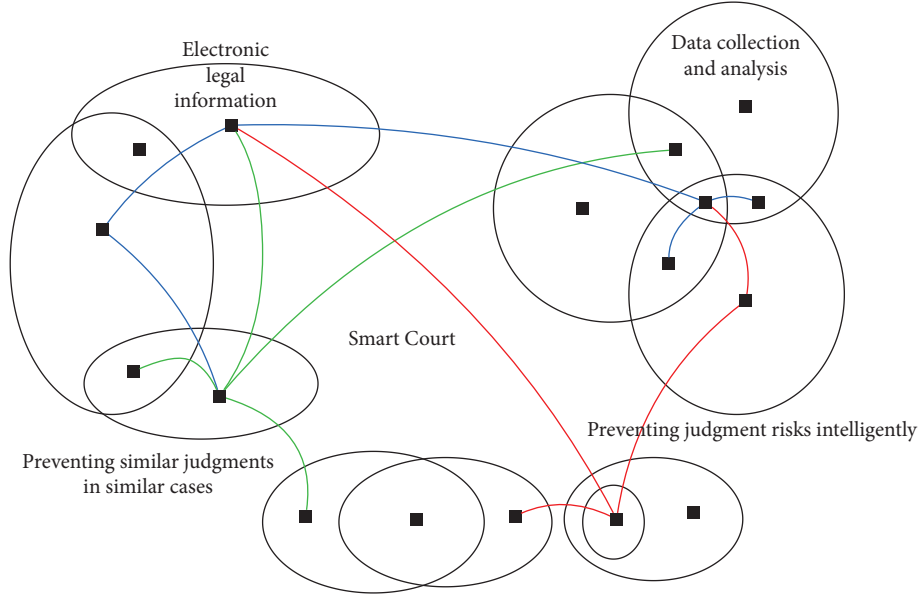 Electronic
legal
information
Data collection
and analysis
Smart Court
Preventing judgment risks intelligently
Preventing similar judgments
in similar cases